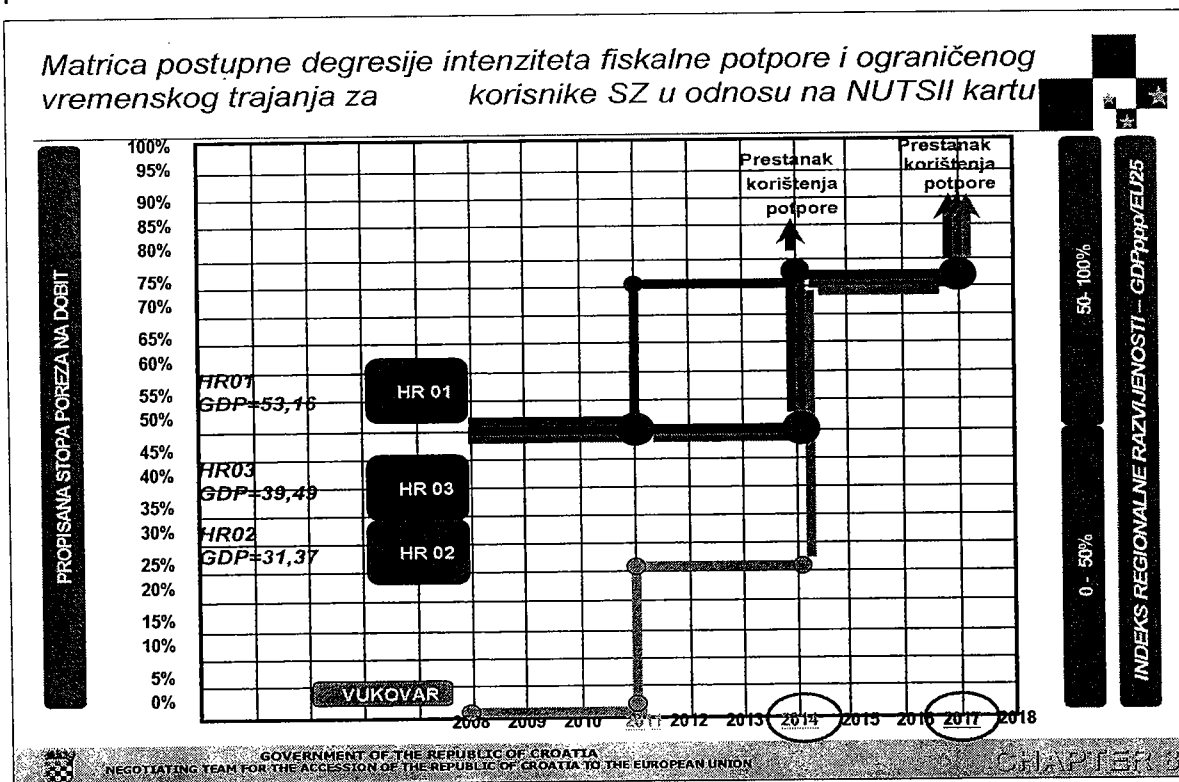 Matrica postupne degresije intenziteta fiskalne potpore i ograničenog
vremenskog trajanja za korisnike SZ u odnosu na NUTSII kartu
PROPISANA STOPA POREZA NA DOBIT
100%
95%
90%
85%
80%
75%
70%
65%
60%
55%
50%
45%
40%
35%
30%
25%
20%
15%
10%
5%
0%
HR01
GDP=53,16
HR03
GDP=39,49
HR02
GDP=31,37
HR 01
HR 03
HR 02
VUKOVAR
Prestanak
korištenja
potpore
Prestanak
korištenja
potpore
2008 2009 2010 2011 2012 2013 2014 2015 2016 2017 2018
50-100%
0 - 50%
INDEKS REGIONALNE RAZVIJENOSTI – GDPppp/EU25
GOVERNMENT OF THE REPUBLIC OF CROATIA
NEGOTIATING TEAM FOR THE ACCESSION OF THE REPUBLIC OF CROATIA TO THE EUROPEAN UNION
CHAPTER